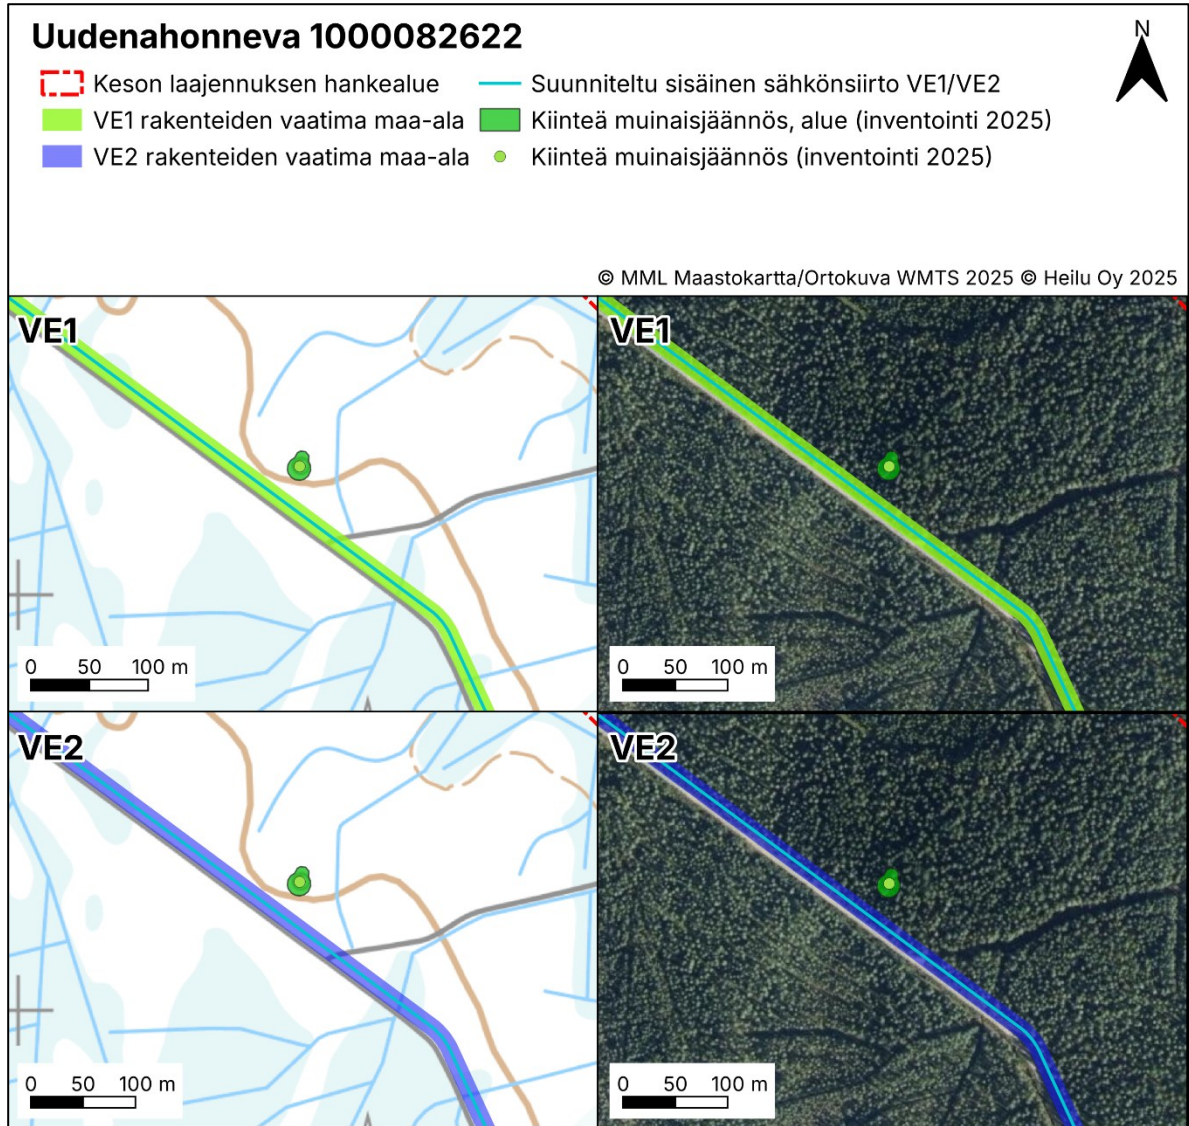 Uudenahonneva 1000082622
N
Keson laajennuksen hankealue
Suunniteltu sisäinen sähkönsiirto VE1/VE2
VE1 rakenteiden vaatima maa-ala
Kiinteä muinaisjäännös, alue (inventointi 2025)
VE2 rakenteiden vaatima maa-ala
Kiinteä muinaisjäännös (inventointi 2025)
© MML Maastokartta/Ortokuva WMTS 2025 © Heilu Oy 2025
VE1
VE1
0 50 100 m
0 50 100 m
VE2
VE2
0 50 100 m
0 50 100 m